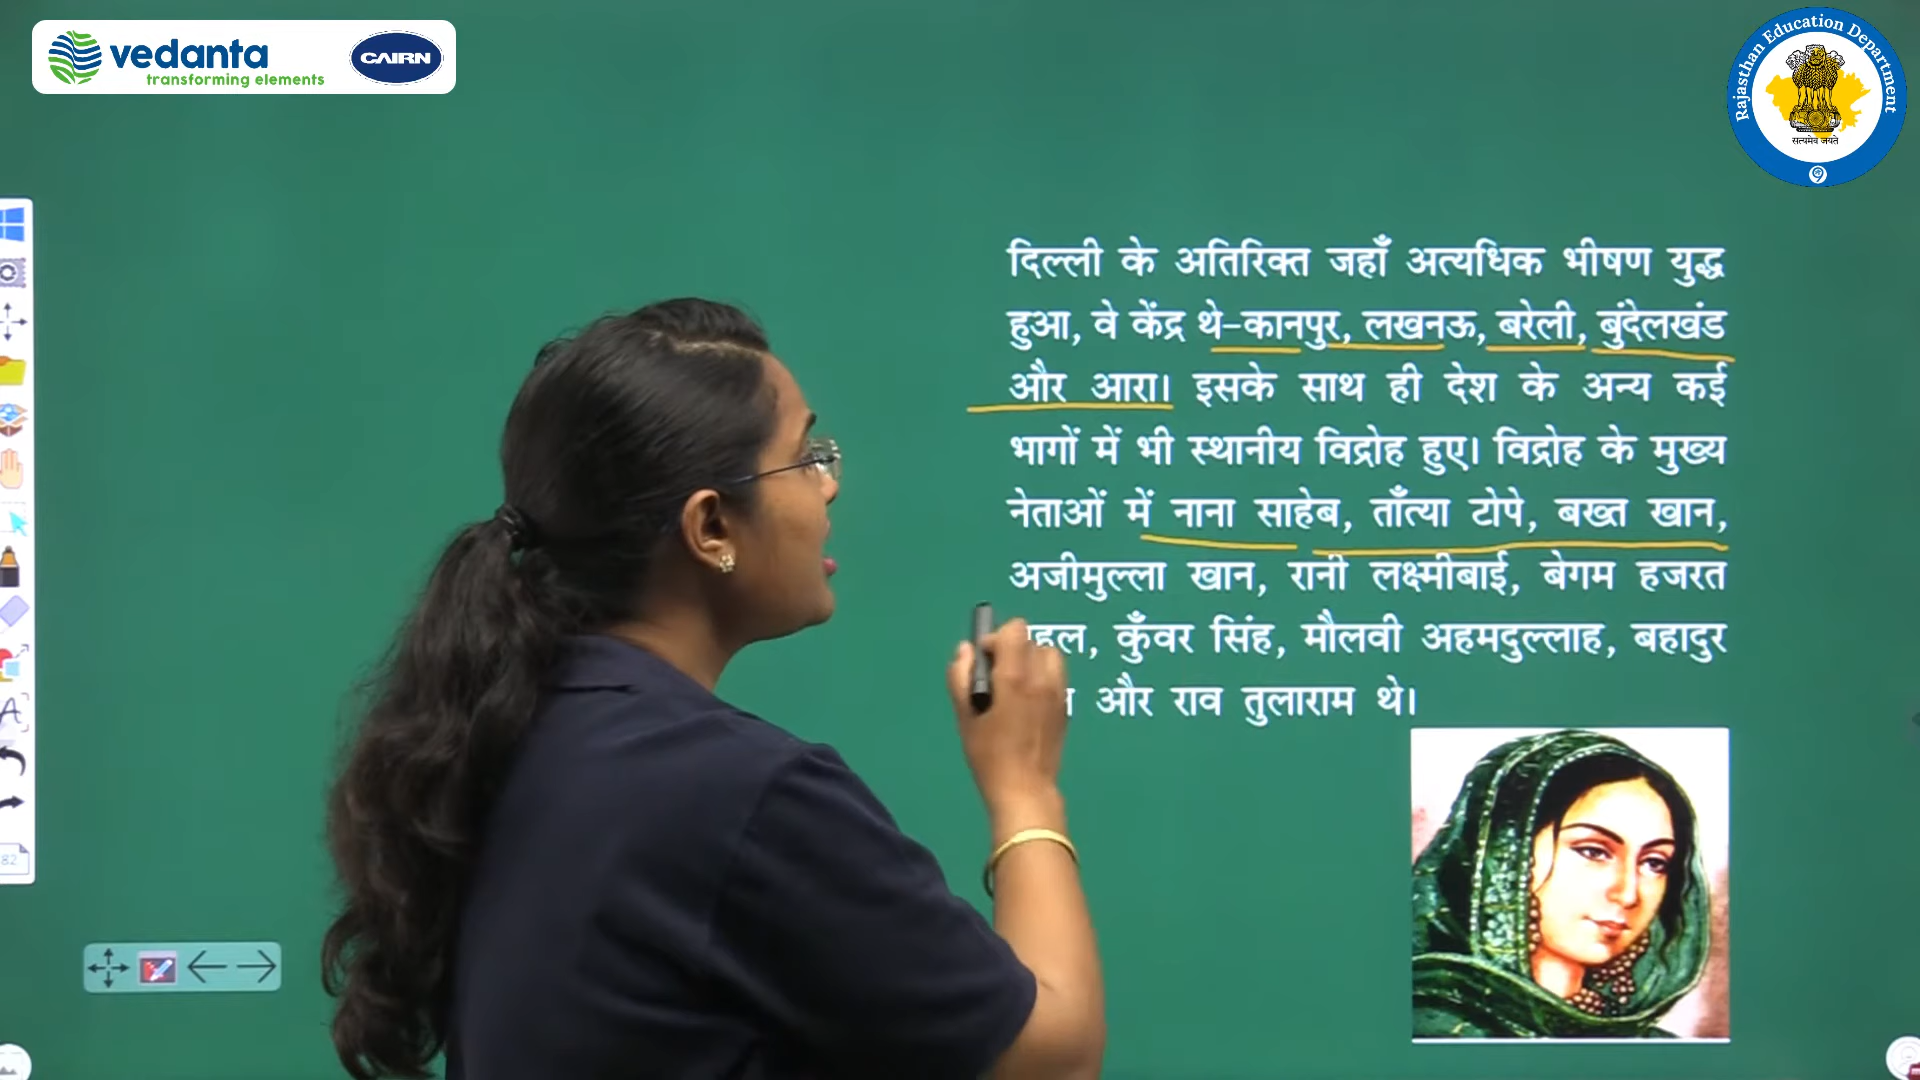 vedanta
transforming elements
CAIRN
Rajasthan Education Department
सत्यमेव जयते
दिल्ली के अतिरिक्त जहाँ अत्यधिक भीषण युद्ध
हुआ, वे केंद्र थे–कानपुर, लखनऊ, बरेली, बुंदेलखंड
और आरा। इसके साथ ही देश के अन्य कई
भागों में भी स्थानीय विद्रोह हुए। विद्रोह के मुख्य
नेताओं में नाना साहेब, ताँत्या टोपे, बख्त खान,
अजीमुल्ला खान, रानी लक्ष्मीबाई, बेगम हजरत
कुँवर सिंह, मौलवी अहमदुल्लाह, बहादुर
और राव तुलाराम थे।
82